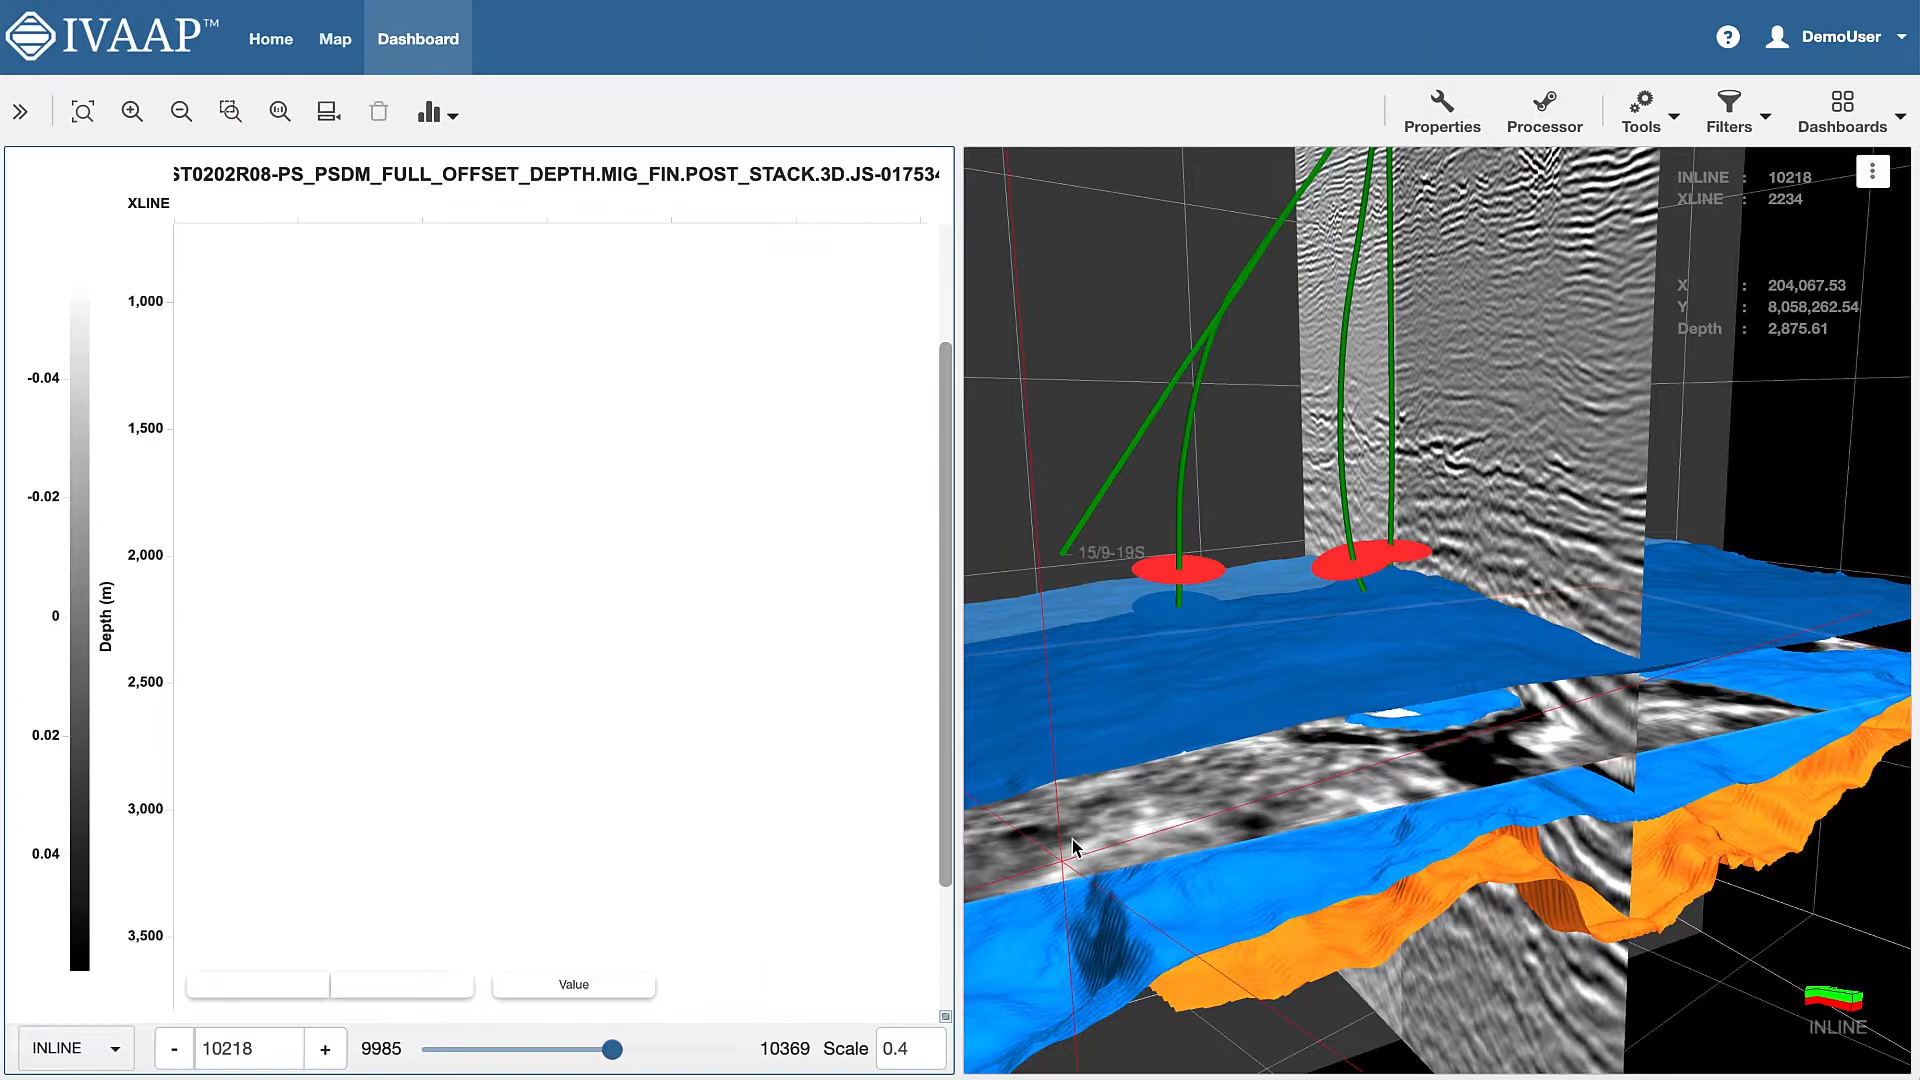 IVAAP™ Home Map Dashboard
? DemoUser
Properties Processor Tools Filters Dashboards
ST0202R08-PS_PSDM_FULL_OFFSET_DEPTH.MIG_FIN.POST_STACK.3D.JS-017534
XLINE
1,000
1,500
2,000
2,500
3,000
3,500
Depth (m)
-0.04
-0.02
0
0.02
0.04
Value
INLINE - 10218 + 9985 10369 Scale 0.4
INLINE : 10218
XLINE : 2234
X : 204,067.53
Y : 8,058,262.54
Depth : 2,875.61
15/9-19S
INLINE